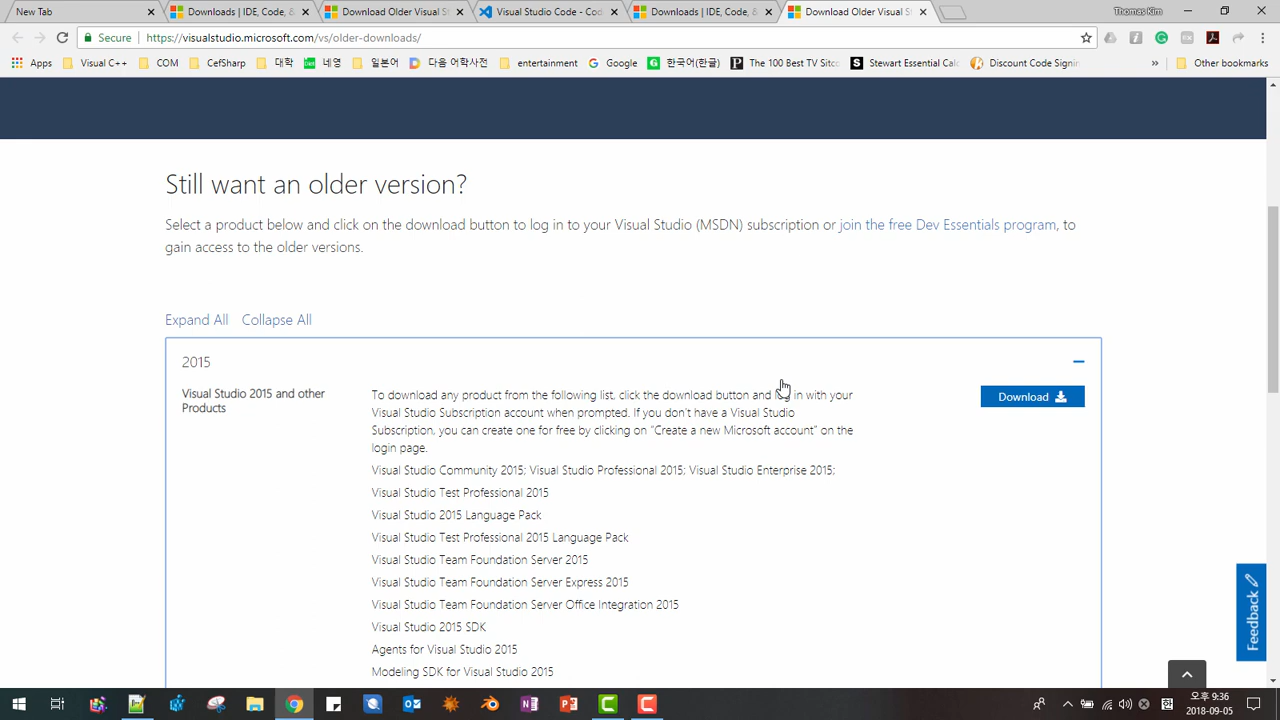 New Tab
Downloads | IDE, Code, &
Download Older Visual St
Visual Studio Code - Cod
Downloads | IDE, Code, &
Download Older Visual St
Thomas Kim
Secure
https://visualstudio.microsoft.com/vs/older-downloads/
Apps
Visual C++
COM
CefSharp
대학
네영
일본어
다음 어학사전
entertainment
Google
한국어(한글)
The 100 Best TV Sitc
Stewart Essential Calc
Discount Code Signin
»
Other bookmarks
Still want an older version?
Select a product below and click on the download button to log in to your Visual Studio (MSDN) subscription or join the free Dev Essentials program, to
gain access to the older versions.
Expand All Collapse All
2015
Visual Studio 2015 and other
Products
To download any product from the following list, click the download button and log in with your
Visual Studio Subscription account when prompted. If you don't have a Visual Studio
Subscription, you can create one for free by clicking on "Create a new Microsoft account" on the
login page.
Download
Visual Studio Community 2015; Visual Studio Professional 2015; Visual Studio Enterprise 2015;
Visual Studio Test Professional 2015
Visual Studio 2015 Language Pack
Visual Studio Test Professional 2015 Language Pack
Visual Studio Team Foundation Server 2015
Visual Studio Team Foundation Server Express 2015
Visual Studio Team Foundation Server Office Integration 2015
Visual Studio 2015 SDK
Agents for Visual Studio 2015
Modeling SDK for Visual Studio 2015
Feedback
오후 9:36
2018-09-05